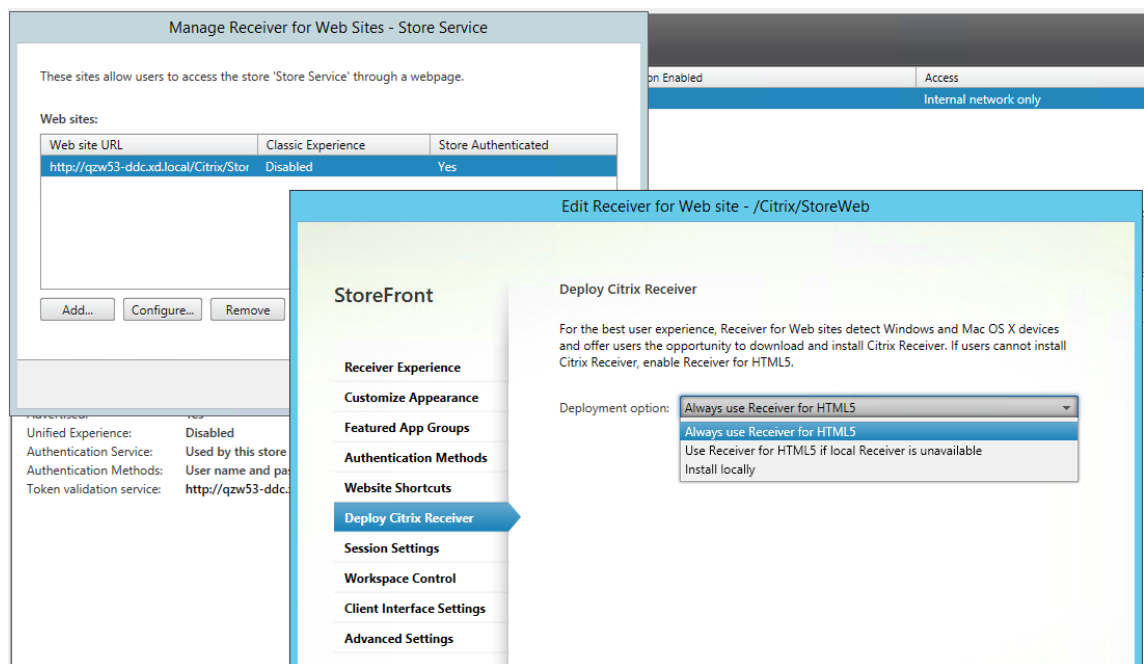 Manage Receiver for Web Sites - Store Service
These sites allow users to access the store 'Store Service' through a webpage.
Web sites:
Web site URL Classic Experience Store Authenticated
http://qzw53-ddc.xd.local/Citrix/Stor Disabled Yes
Add... Configure... Remove
on Enabled Access
Internal network only
Advertised: Yes
Unified Experience: Disabled
Authentication Service: Used by this store
Authentication Methods: User name and pas
Token validation service: http://qzw53-ddc.
Edit Receiver for Web site - /Citrix/StoreWeb
StoreFront
Receiver Experience
Customize Appearance
Featured App Groups
Authentication Methods
Website Shortcuts
Deploy Citrix Receiver
Session Settings
Workspace Control
Client Interface Settings
Advanced Settings
Deploy Citrix Receiver
For the best user experience, Receiver for Web sites detect Windows and Mac OS X devices
and offer users the opportunity to download and install Citrix Receiver. If users cannot install
Citrix Receiver, enable Receiver for HTML5.
Deployment option: Always use Receiver for HTML5
Always use Receiver for HTML5
Use Receiver for HTML5 if local Receiver is unavailable
Install locally